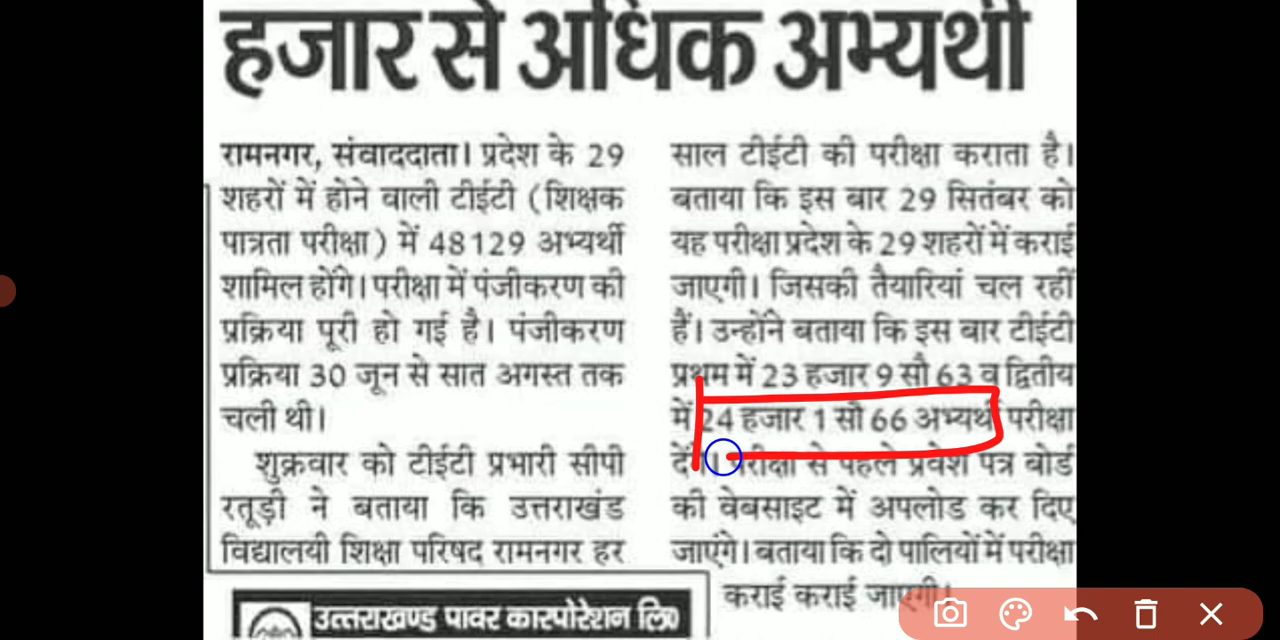 हजार से अधिक अभ्यर्थी
रामनगर, संवाददाता। प्रदेश के 29
शहरों में होने वाली टीईटी (शिक्षक
पात्रता परीक्षा) में 48129 अभ्यर्थी
शामिल होंगे। परीक्षा में पंजीकरण की
प्रक्रिया पूरी हो गई है। पंजीकरण
प्रक्रिया 30 जून से सात अगस्त तक
चली थी।
शुक्रवार को टीईटी प्रभारी सीपी
रतूड़ी ने बताया कि उत्तराखंड
विद्यालयी शिक्षा परिषद रामनगर हर
साल टीईटी की परीक्षा कराता है।
बताया कि इस बार 29 सितंबर को
यह परीक्षा प्रदेश के 29 शहरों में कराई
जाएगी। जिसकी तैयारियां चल रहीं
हैं। उन्होंने बताया कि इस बार टीईटी
प्रथम में 23 हजार 9 सौ 63 व द्वितीय
में 24 हजार 1 सौ 66 अभ्यर्थी परीक्षा
देंगे। परीक्षा से पहले प्रवेश पत्र बोर्ड
की वेबसाइट में अपलोड कर दिए
जाएंगे। बताया कि दो पालियों में परीक्षा
कराई कराई जाएगी।
उत्तराखण्ड पावर कारपोरेशन लि०